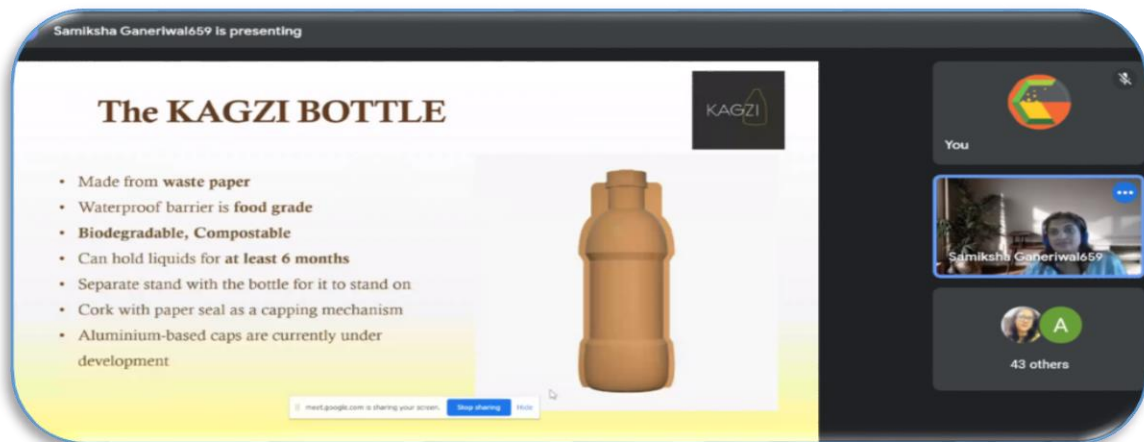 Samiksha Ganeriwal659 is presenting
The KAGZI BOTTLE
KAGZI
• Made from waste paper
• Waterproof barrier is food grade
• Biodegradable, Compostable
• Can hold liquids for at least 6 months
• Separate stand with the bottle for it to stand on
• Cork with paper seal as a capping mechanism
• Aluminium-based caps are currently under
development
meet.google.com is sharing your screen. Stop sharing Hide
You
Samiksha Ganeriwal659
A
43 others